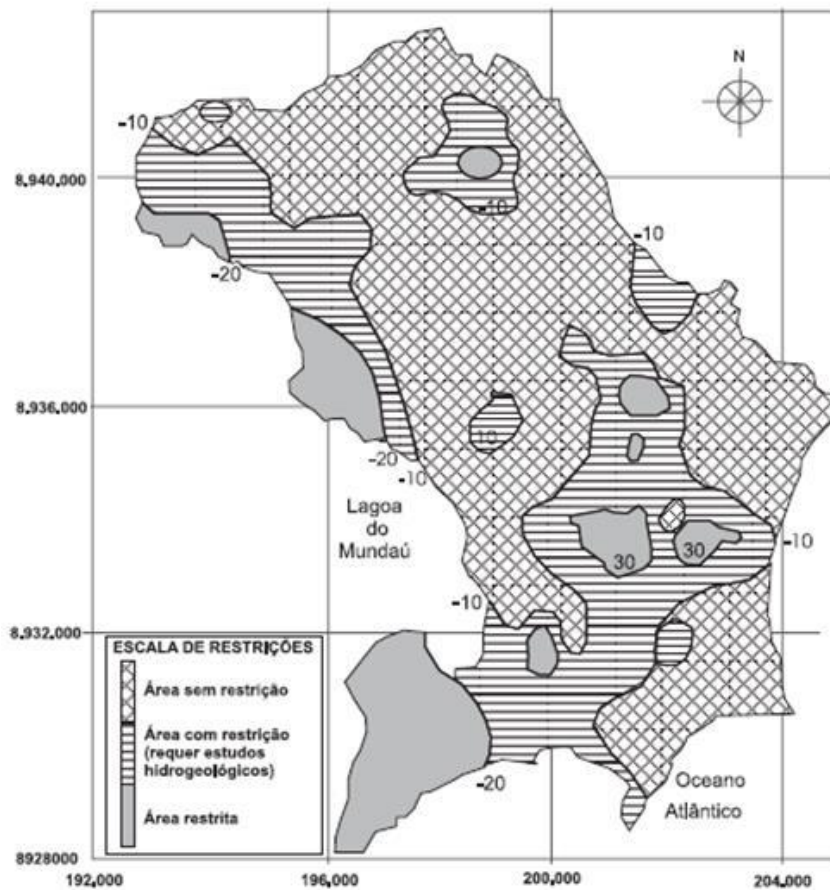 N
-10
8,940,000
-10
-10
-20
8,936,000
10
-20
-10
Lagoa
do
Mundaú
30
30
-10
-10
8,932,000
ESCALA DE RESTRIÇÕES
Área sem restrição
Área com restrição
(requer estudos
hidrogeológicos)
Área restrita
-20
Oceano
Atlântico
8928000
192,000
196,000
200,000
204,000